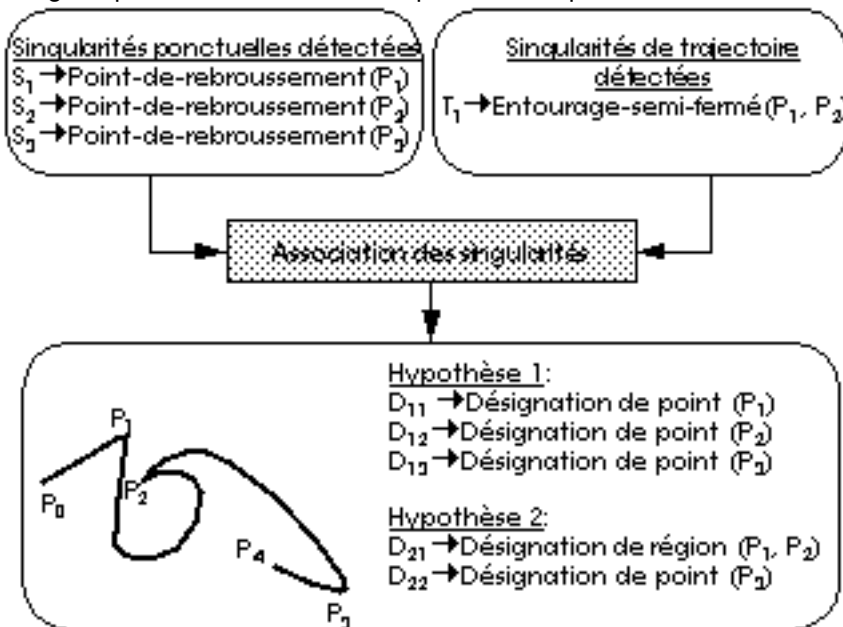 Singularités ponctuelles détectées
S₁→Point-de-rebroussement (P₁)
S₂→Point-de-rebroussement (P₂)
S₃→Point-de-rebroussement (P₃)
Singularités de trajectoire
détectées
T₁→Entourage-semi-fermé (P₁, P₂)
Association des singularités
P₁
P₂
P₀
P₄
P₃
Hypothèse 1:
D₁₁→Désignation de point (P₁)
D₁₂→Désignation de point (P₂)
D₁₃→Désignation de point (P₃)
Hypothèse 2:
D₂₁→Désignation de région (P₁, P₂)
D₂₂→Désignation de point (P₃)